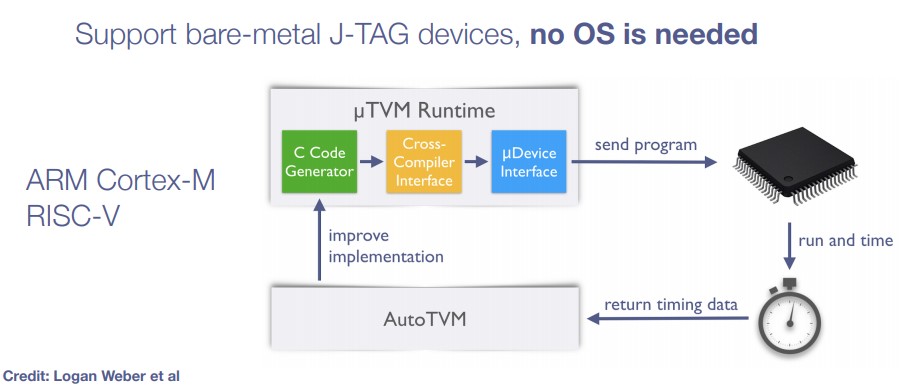 Support bare-metal J-TAG devices, no OS is needed
µTVM Runtime
C Code
Generator
Cross-
Compiler
Interface
µDevice
Interface
send program
ARM Cortex-M
RISC-V
improve
implementation
run and time
AutoTVM
return timing data
Credit: Logan Weber et al